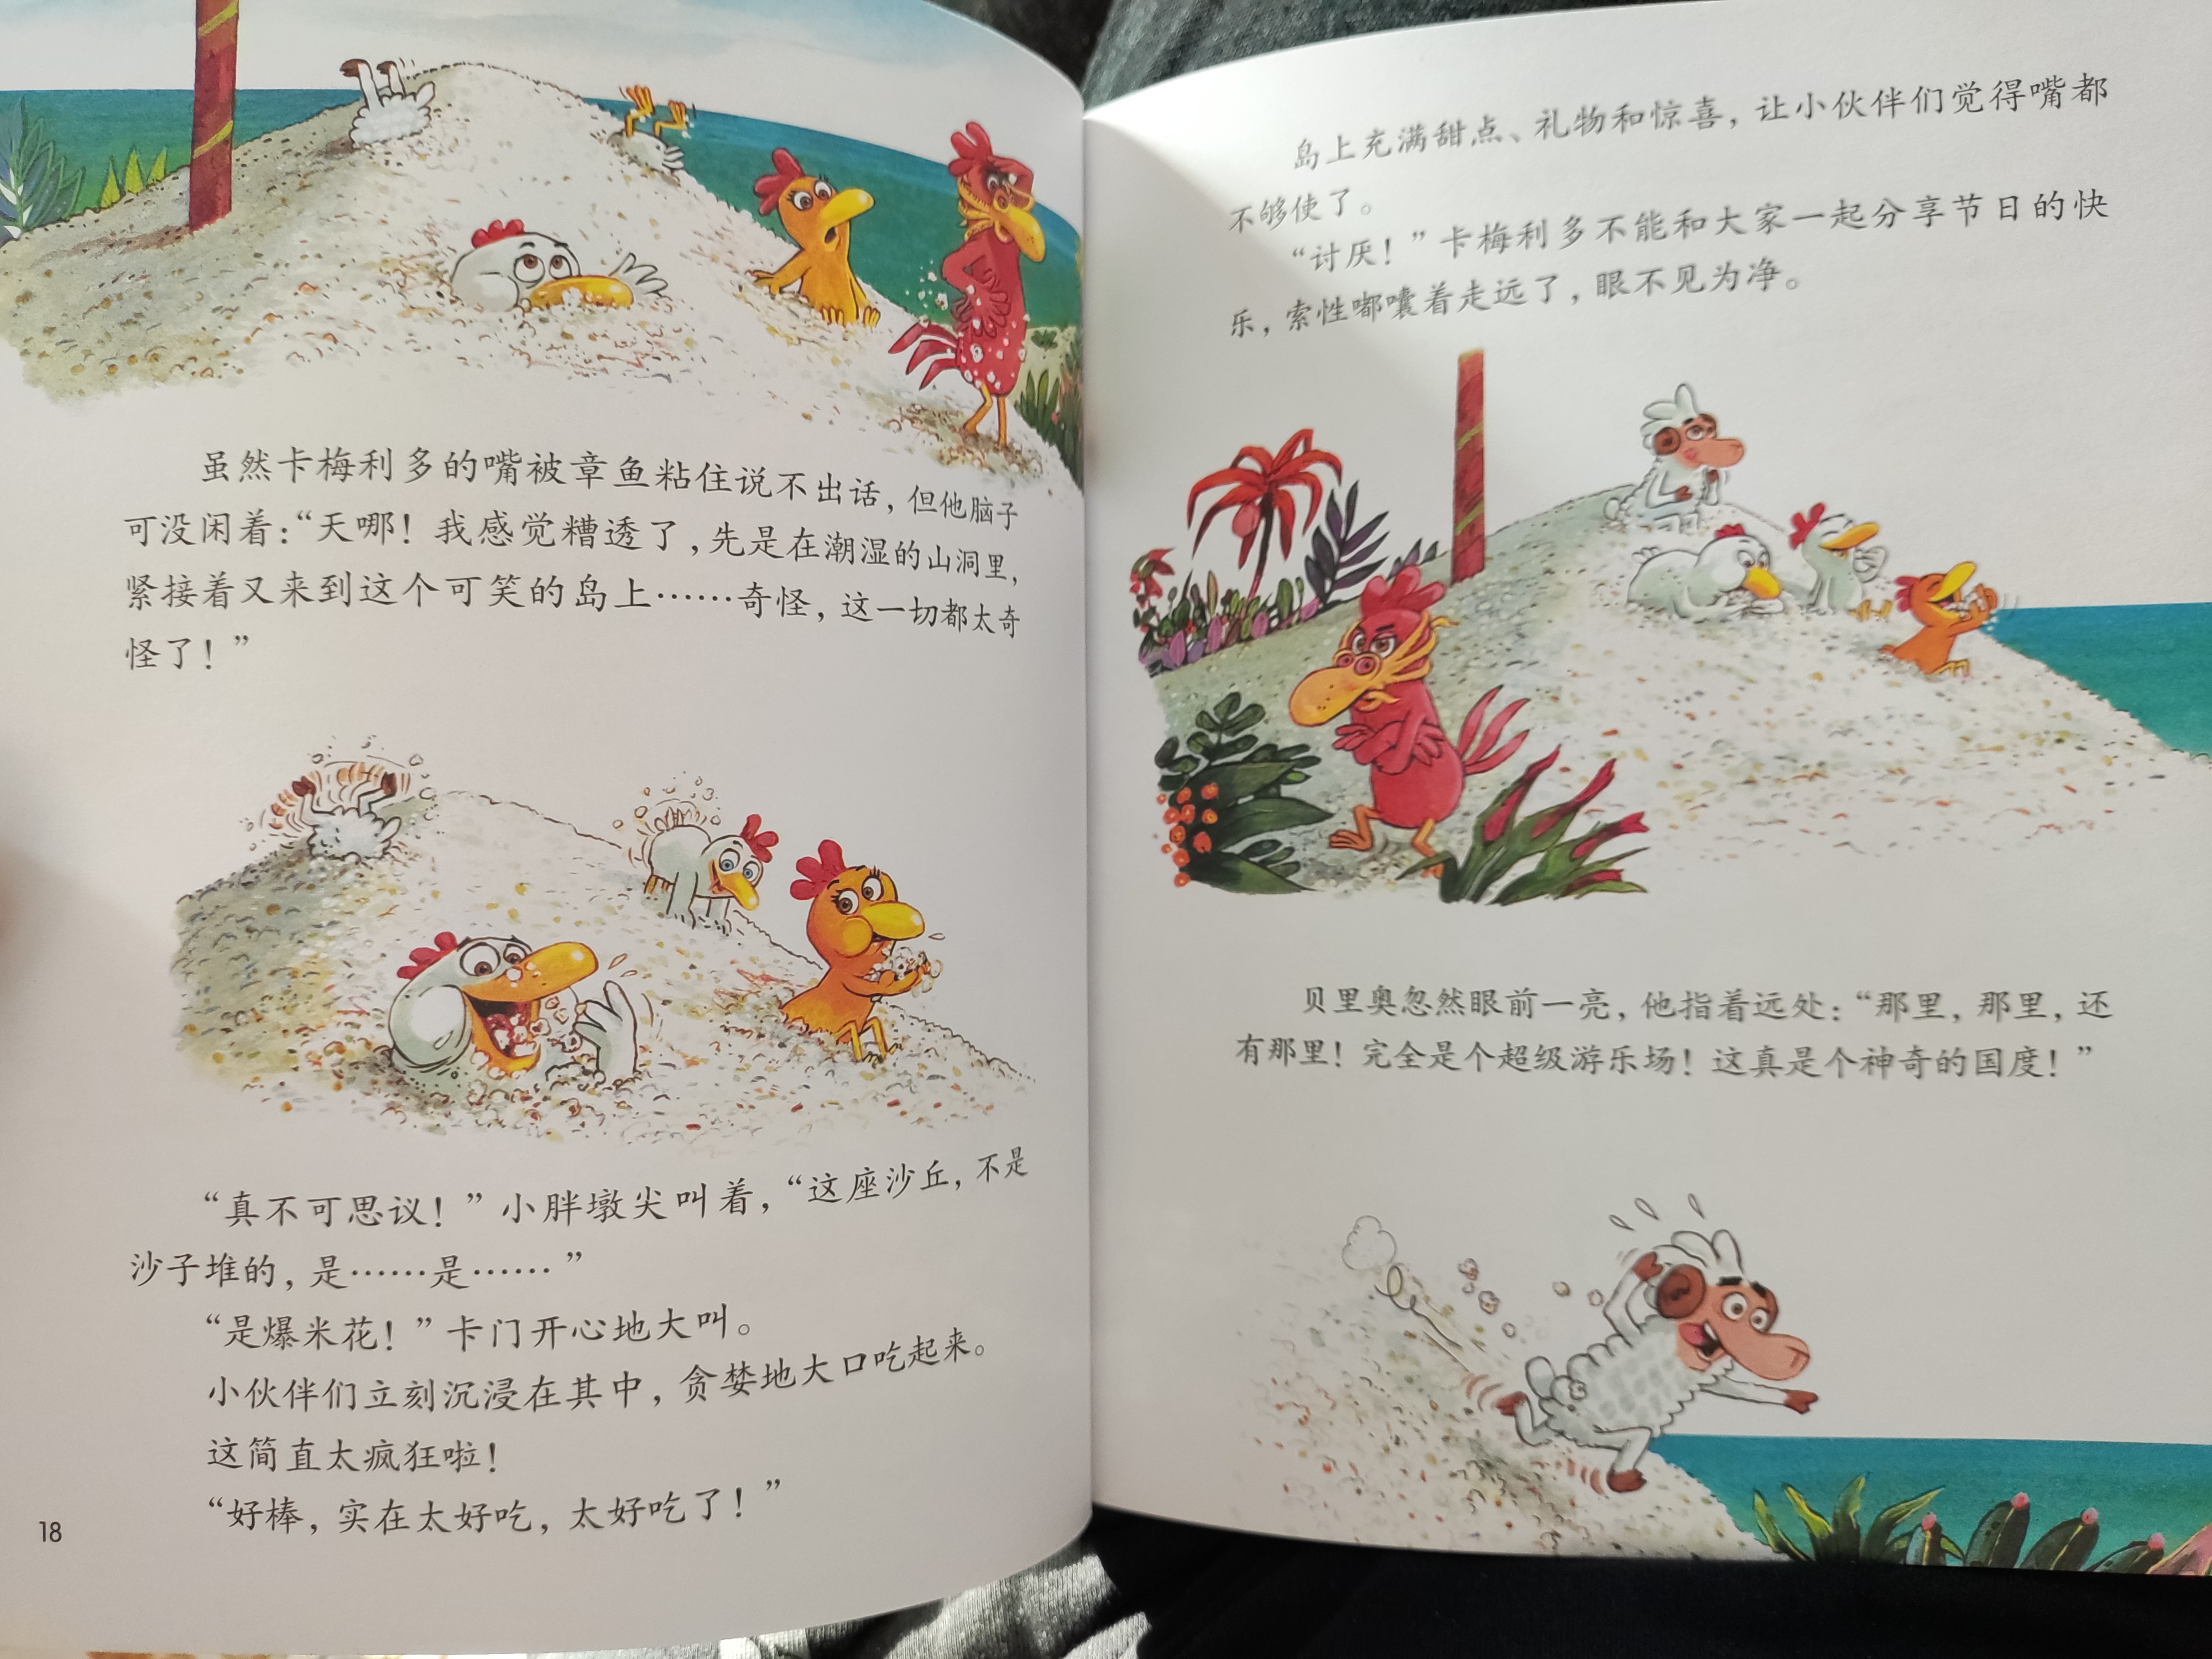 虽然卡梅利多的嘴被章鱼粘住说不出话，但他脑子
可没闲着：“天哪！我感觉糟透了，先是在潮湿的山洞里，
紧接着又来到这个可笑的岛上……奇怪，这一切都太奇
怪了！”
“真不可思议！”小胖墩尖叫着，“这座沙丘，不是
沙子堆的，是……是……”
“是爆米花！”卡门开心地大叫。
小伙伴们立刻沉浸在其中，贪婪地大口吃起来。
这简直太疯狂啦！
“好棒，实在太好吃，太好吃了！”
18
岛上充满甜点、礼物和惊喜，让小伙伴们觉得嘴都
不够使了。
“讨厌！”卡梅利多不能和大家一起分享节日的快
乐，索性嘟囔着走远了，眼不见为净。
贝里奥忽然眼前一亮，他指着远处：“那里，那里，还
有那里！完全是个超级游乐场！这真是个神奇的国度！”